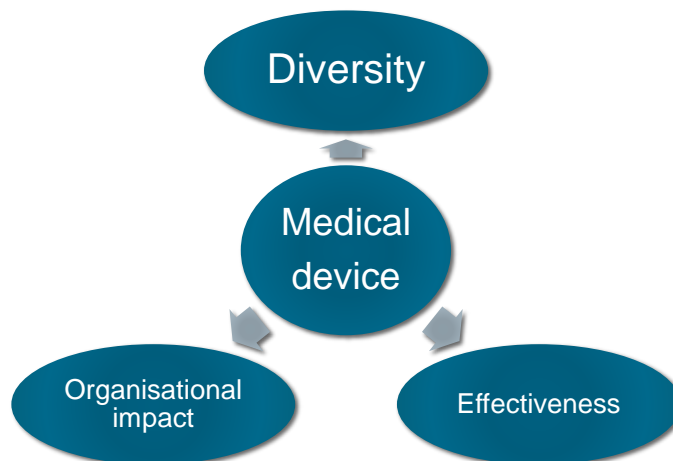 Diversity
Medical
device
Organisational
impact
Effectiveness